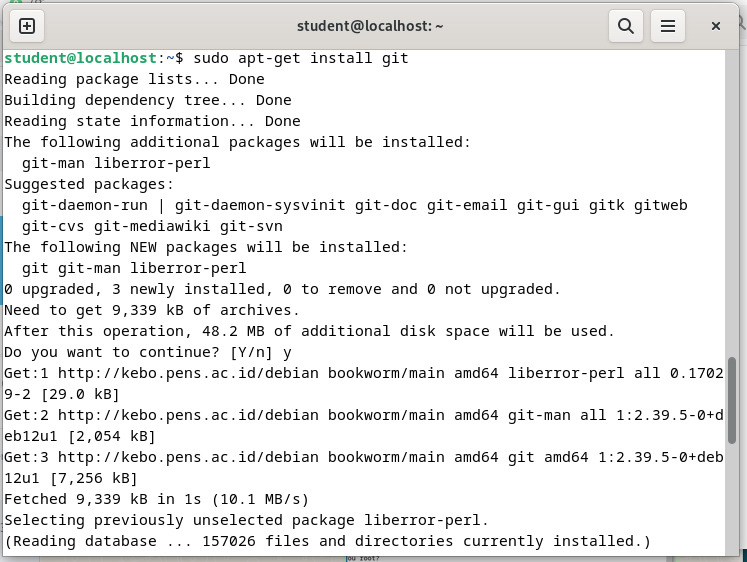 student@localhost: ~
student@localhost:~$ sudo apt-get install git
Reading package lists... Done
Building dependency tree... Done
Reading state information... Done
The following additional packages will be installed:
  git-man liberror-perl
Suggested packages:
  git-daemon-run | git-daemon-sysvinit git-doc git-email git-gui gitk gitweb
  git-cvs git-mediawiki git-svn
The following NEW packages will be installed:
  git git-man liberror-perl
0 upgraded, 3 newly installed, 0 to remove and 0 not upgraded.
Need to get 9,339 kB of archives.
After this operation, 48.2 MB of additional disk space will be used.
Do you want to continue? [Y/n] y
Get:1 http://kebo.pens.ac.id/debian bookworm/main amd64 liberror-perl all 0.1702
9-2 [29.0 kB]
Get:2 http://kebo.pens.ac.id/debian bookworm/main amd64 git-man all 1:2.39.5-0+d
eb12u1 [2,054 kB]
Get:3 http://kebo.pens.ac.id/debian bookworm/main amd64 git amd64 1:2.39.5-0+deb
12u1 [7,256 kB]
Fetched 9,339 kB in 1s (10.1 MB/s)
Selecting previously unselected package liberror-perl.
(Reading database ... 157026 files and directories currently installed.)
ou root?